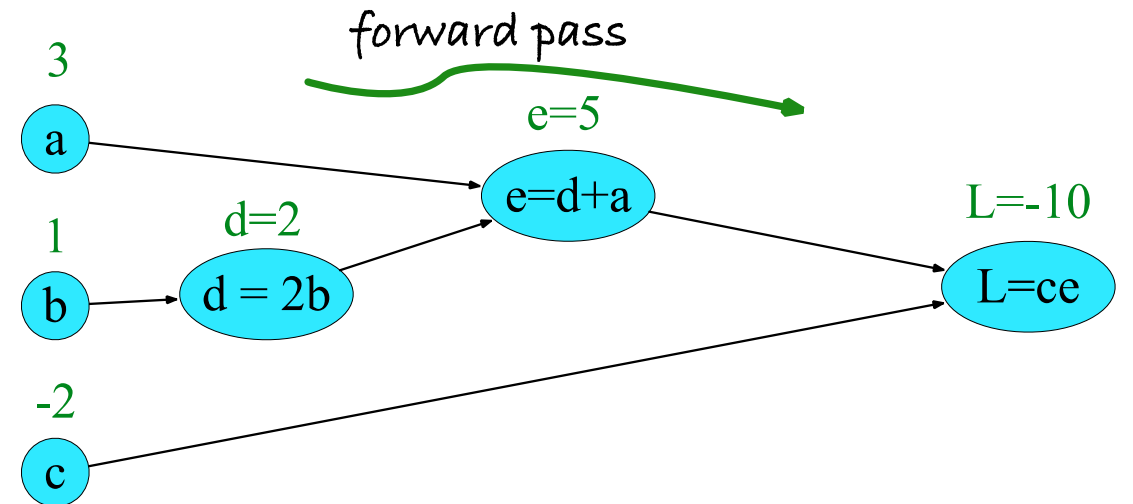 forward pass
3
a
e=5
e=d+a
1
b
d=2
d = 2b
L=-10
L=ce
-2
c